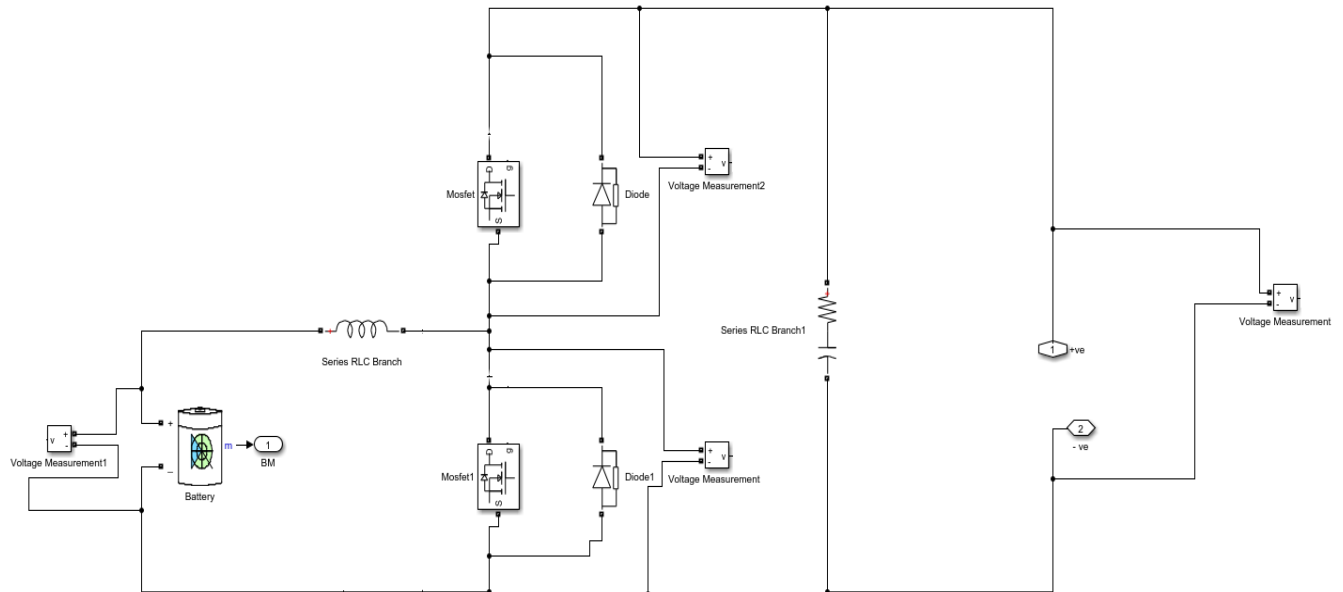 D
g
Mosfet
S
Diode
+
-
v
Voltage Measurement2
Series RLC Branch1
+
-
v
Voltage Measurement
1
+ve
2
- ve
+
Series RLC Branch
v
+
-
Voltage Measurement1
+
_
m
1
BM
Battery
D
g
Mosfet1
S
Diode1
+
-
v
Voltage Measurement